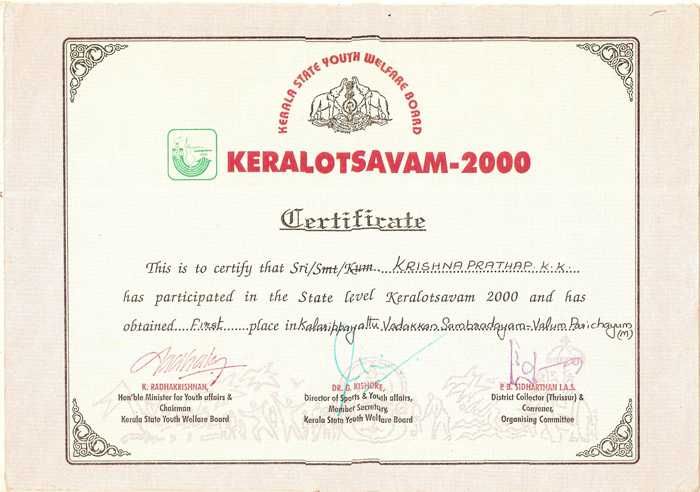 KERALA STATE YOUTH WELFARE BOARD
KERALOTSAVAM-2000
Certificate
This is to certify that Sri/Smt/Kum. KRISHNA PRATHAP K.K
has participated in the State level Keralotsavam 2000 and has
obtained....First......place in Kalarippayattu Vadakkan Sambradayam-Valum Parichayum
(m)
K. RADHAKRISHNAN,
Hon'ble Minister for Youth affairs &
Chairman
Kerala State Youth Welfare Board
DR. G. KISHORE,
Director of Sports & Youth affairs,
Member Secretary,
Kerala State Youth Welfare Board
P. B. SIDHARTHAN I.A.S.
District Collector (Thrissur) &
Convener,
Organising Committee